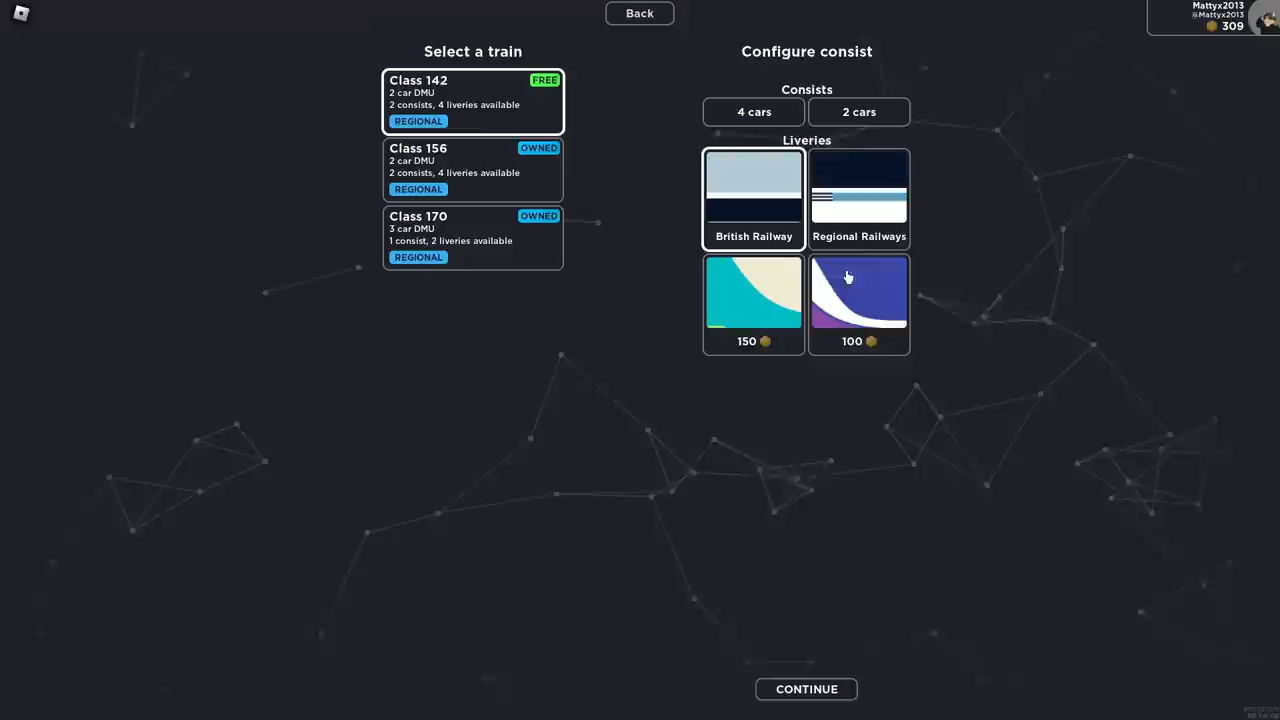 Back
Mattyx2013
@Mattyx2013
309
Select a train
Configure consist
Class 142
FREE
2 car DMU
2 consists, 4 liveries available
REGIONAL
Class 156
OWNED
2 car DMU
2 consists, 4 liveries available
REGIONAL
Class 170
OWNED
3 car DMU
1 consist, 2 liveries available
REGIONAL
Consists
4 cars
2 cars
Liveries
British Railway
Regional Railways
150
100
CONTINUE